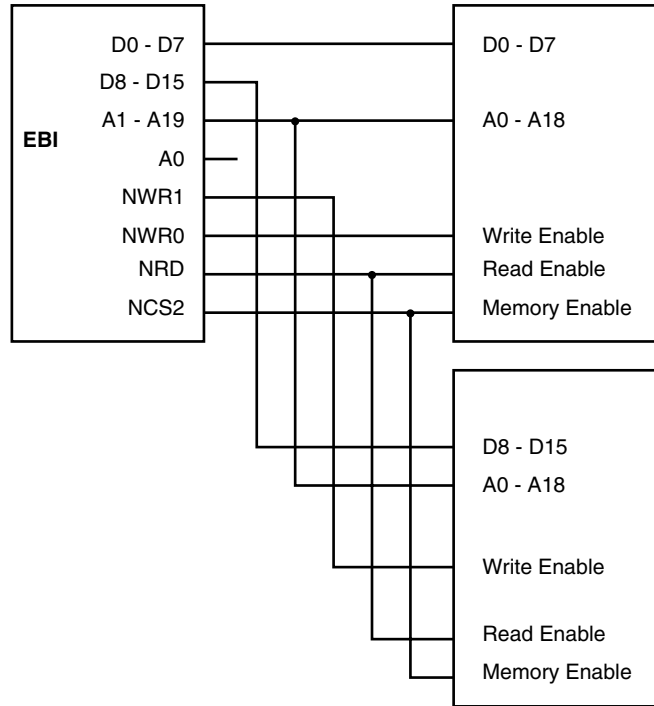 EBI
D0 - D7
D8 - D15
A1 - A19
A0
NWR1
NWR0
NRD
NCS2
D0 - D7
A0 - A18
Write Enable
Read Enable
Memory Enable
D8 - D15
A0 - A18
Write Enable
Read Enable
Memory Enable